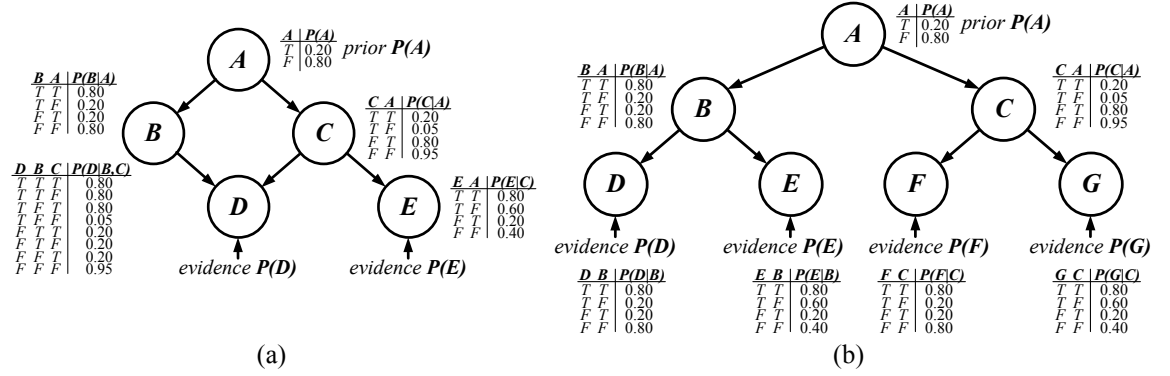 A
A P(A)
T 0.20
F 0.80
prior P(A)
B A P(B|A)
T T 0.80
T F 0.20
F T 0.20
F F 0.80
B
C
C A P(C|A)
T T 0.20
T F 0.05
F T 0.80
F F 0.95
D B C P(D|B,C)
T T T 0.80
T T F 0.80
T F T 0.80
T F F 0.05
F T T 0.20
F T F 0.20
F F T 0.20
F F F 0.95
D
E
E A P(E|C)
T T 0.80
T F 0.60
F T 0.20
F F 0.40
evidence P(D)
evidence P(E)
(a)
A
A P(A)
T 0.20
F 0.80
prior P(A)
B A P(B|A)
T T 0.80
T F 0.20
F T 0.20
F F 0.80
B
C
C A P(C|A)
T T 0.20
T F 0.05
F T 0.80
F F 0.95
D
E
F
G
evidence P(D)
evidence P(E)
evidence P(F)
evidence P(G)
D B P(D|B)
T T 0.80
T F 0.20
F T 0.20
F F 0.80
E B P(E|B)
T T 0.80
T F 0.60
F T 0.20
F F 0.40
F C P(F|C)
T T 0.80
T F 0.20
F T 0.20
F F 0.80
G C P(G|C)
T T 0.80
T F 0.60
F T 0.20
F F 0.40
(b)